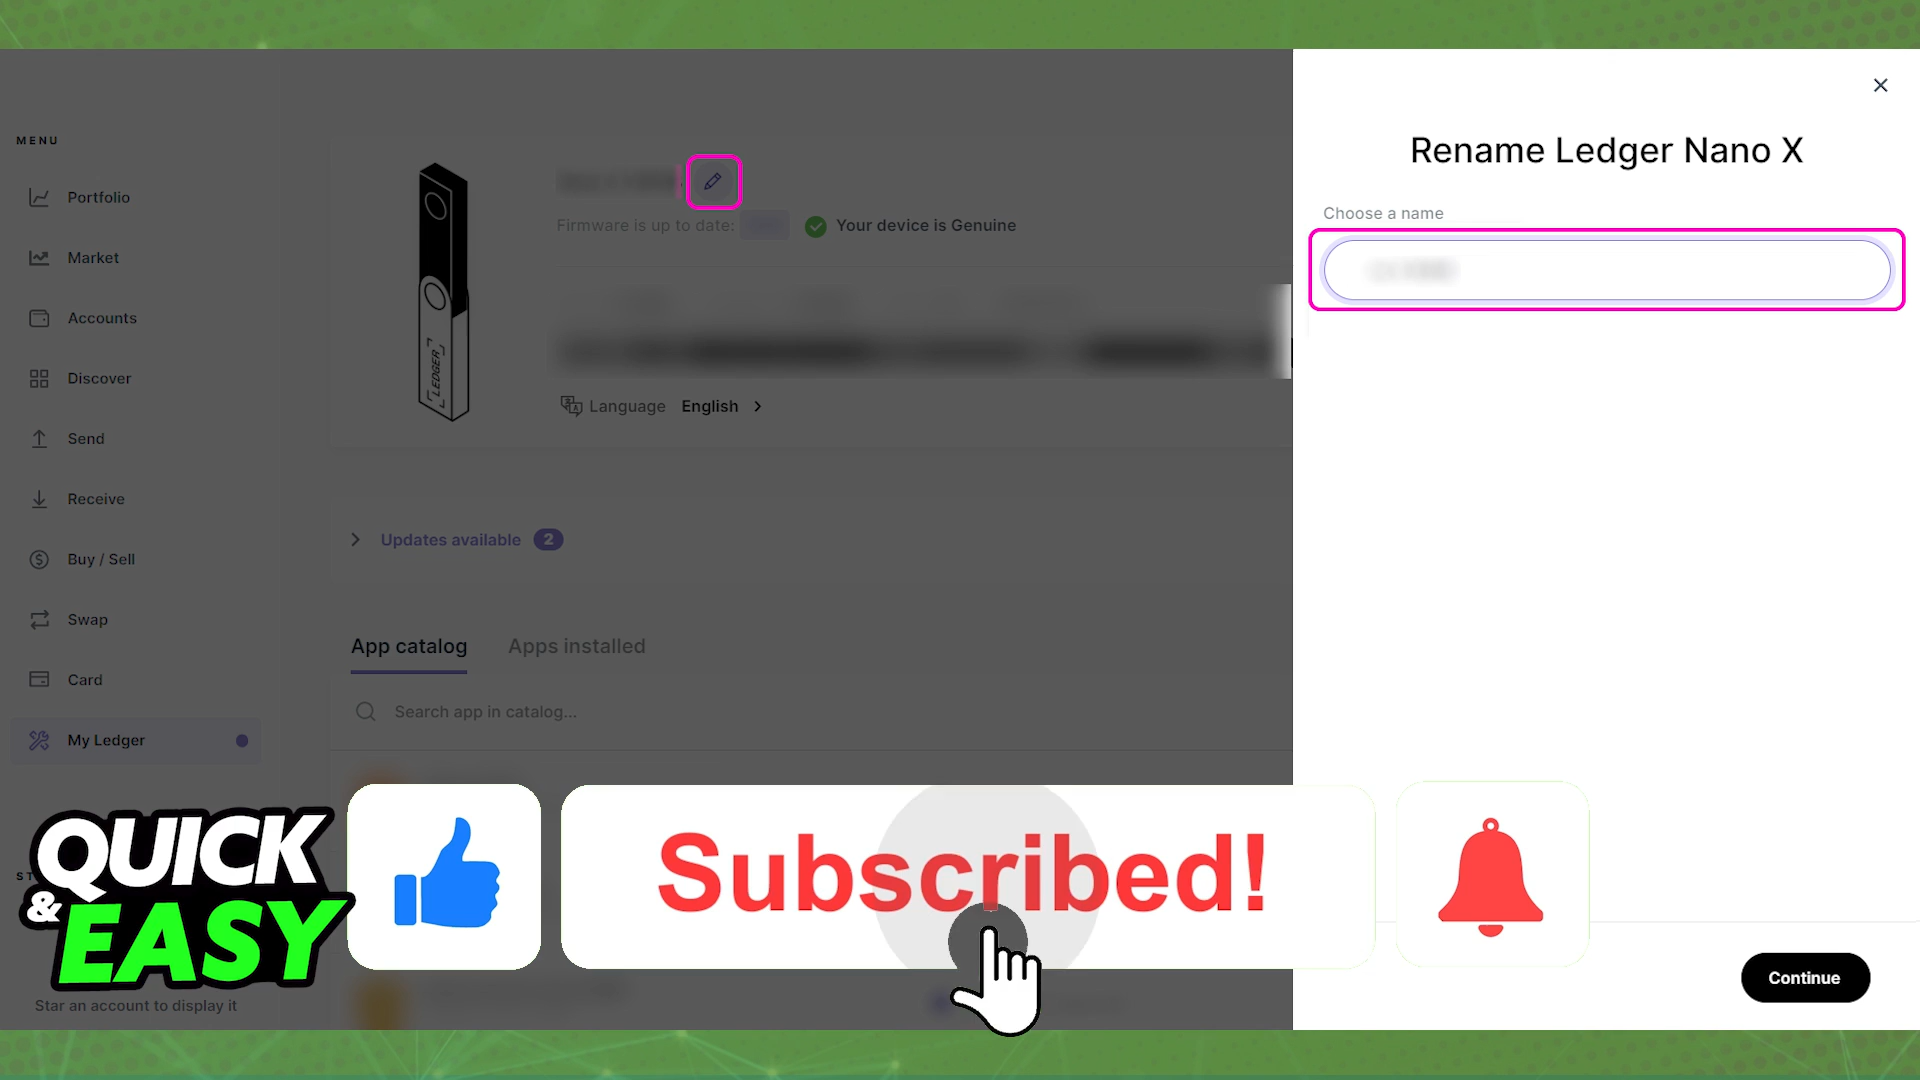 MENU
Portfolio
Market
Accounts
Discover
Send
Receive
Buy / Sell
Swap
Card
My Ledger
Star an account to display it
QUICK
& EASY
LEDGER
Firmware is up to date:
Your device is Genuine
Language English
Updates available 2
App catalog Apps installed
Search app in catalog...
Subscribed!
Rename Ledger Nano X
Choose a name
Continue